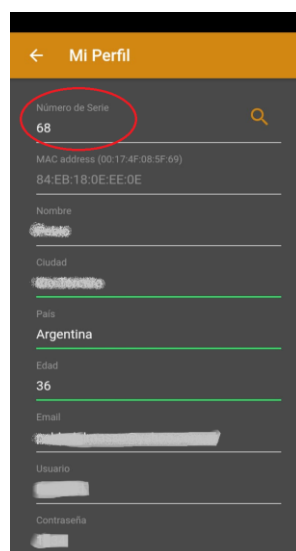 Mi Perfil
Número de Serie
68
MAC address (00:17:4F:08:5F:69)
84:EB:18:0E:EE:0E
Nombre
Ciudad
País
Argentina
Edad
36
Email
Usuario
Contraseña